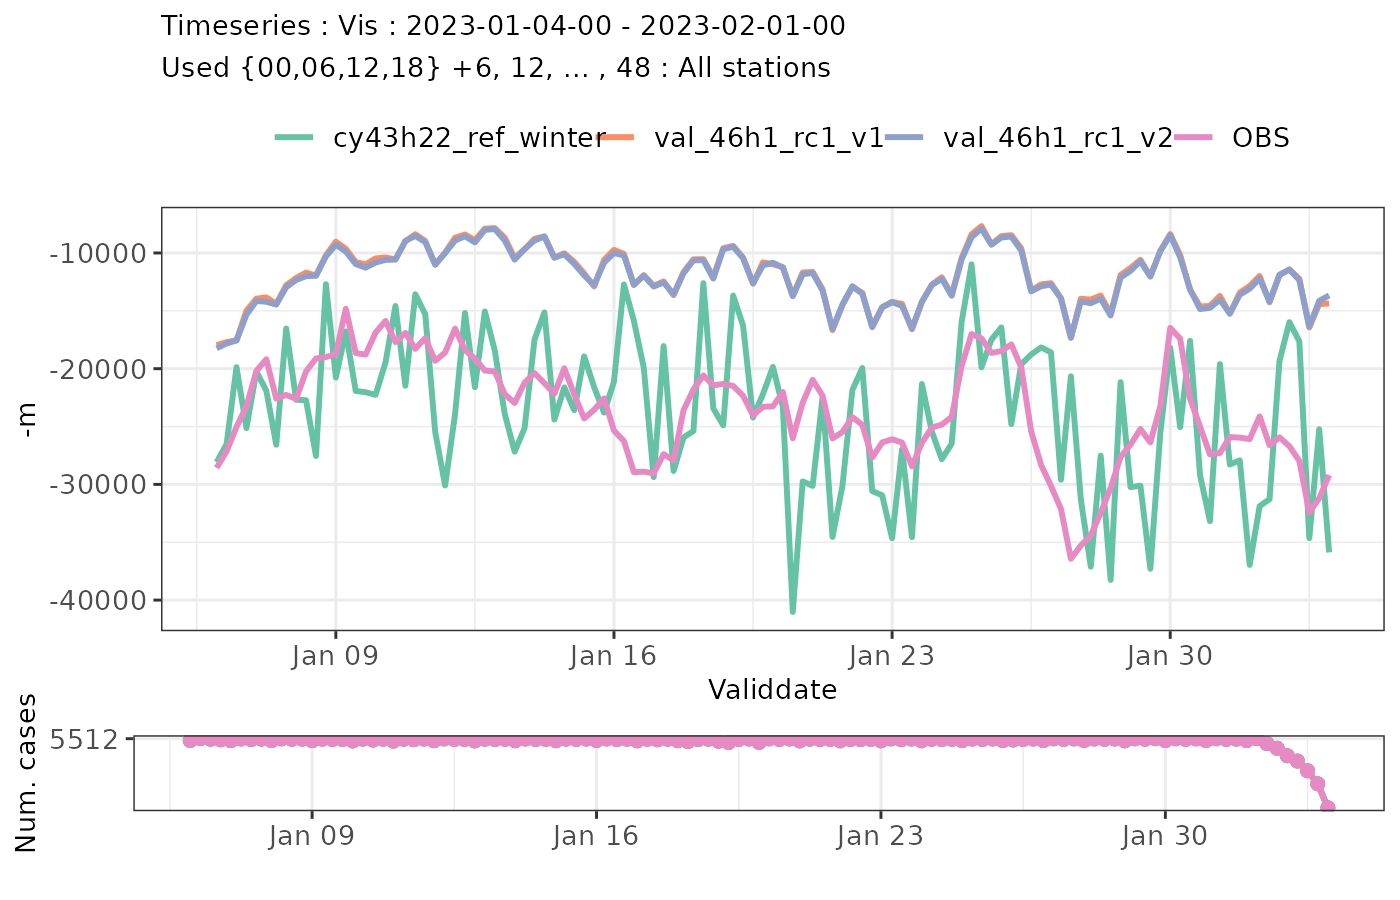 Timeseries : Vis : 2023-01-04-00 - 2023-02-01-00
Used {00,06,12,18} +6, 12, ... , 48 : All stations
cy43h22_ref_winter val_46h1_rc1_v1 val_46h1_rc1_v2 OBS
-10000
-20000
-30000
-40000
-m
Jan 09 Jan 16 Jan 23 Jan 30
Validdate
5512
Num. cases
Jan 09 Jan 16 Jan 23 Jan 30